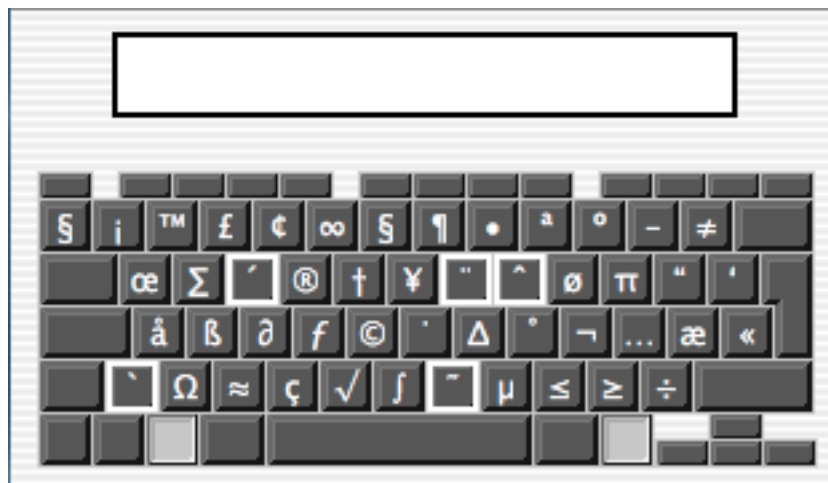 § ¡ ™ £ ¢ ∞ § ¶ • ª º – ≠
œ ∑ ´ ® † ¥ ¨ ˆ ø π “ ‘
å ß ∂ ƒ © ˙ ∆ ˚ ¬ … æ «
` Ω ≈ ç √ ∫ ˜ µ ≤ ≥ ÷